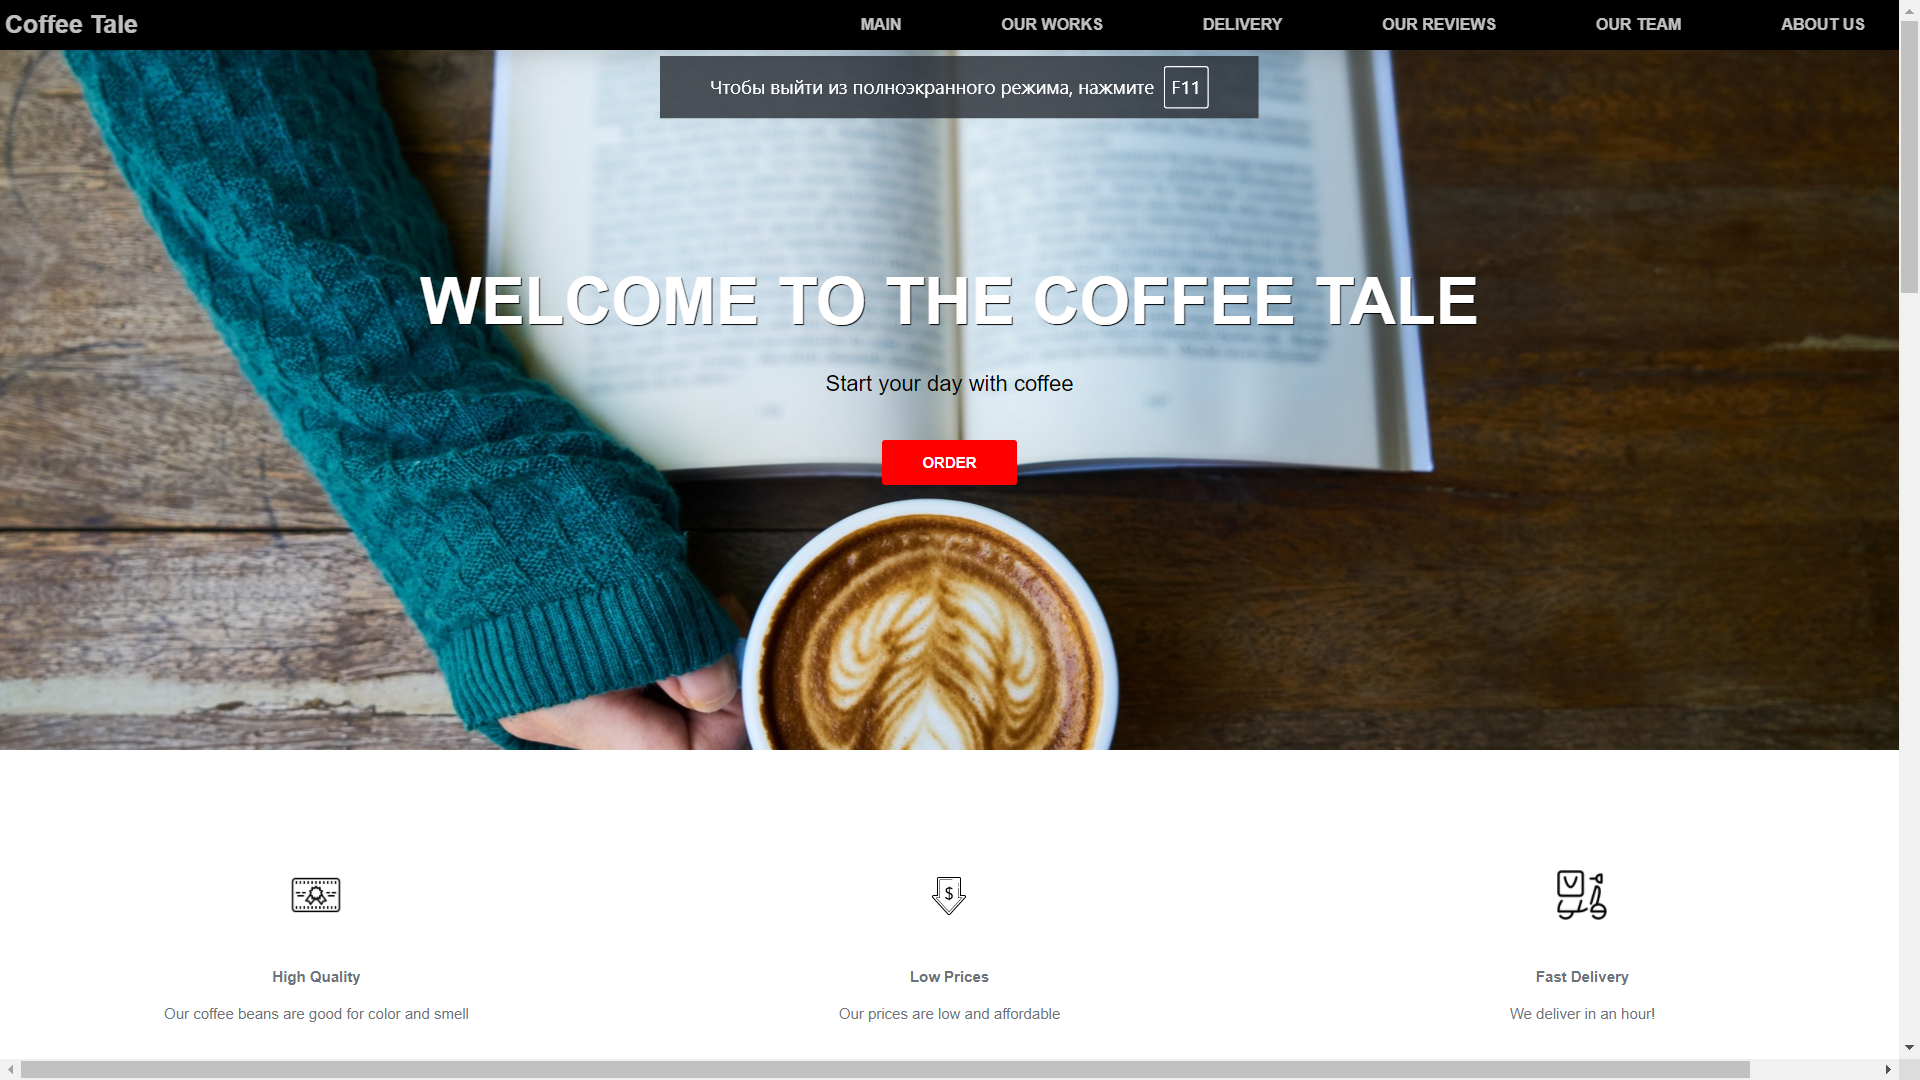 Coffee Tale
MAIN
OUR WORKS
DELIVERY
OUR REVIEWS
OUR TEAM
ABOUT US
Чтобы выйти из полноэкранного режима, нажмите F11
WELCOME TO THE COFFEE TALE
Start your day with coffee
ORDER
$
High Quality
Low Prices
Fast Delivery
Our coffee beans are good for color and smell
Our prices are low and affordable
We deliver in an hour!